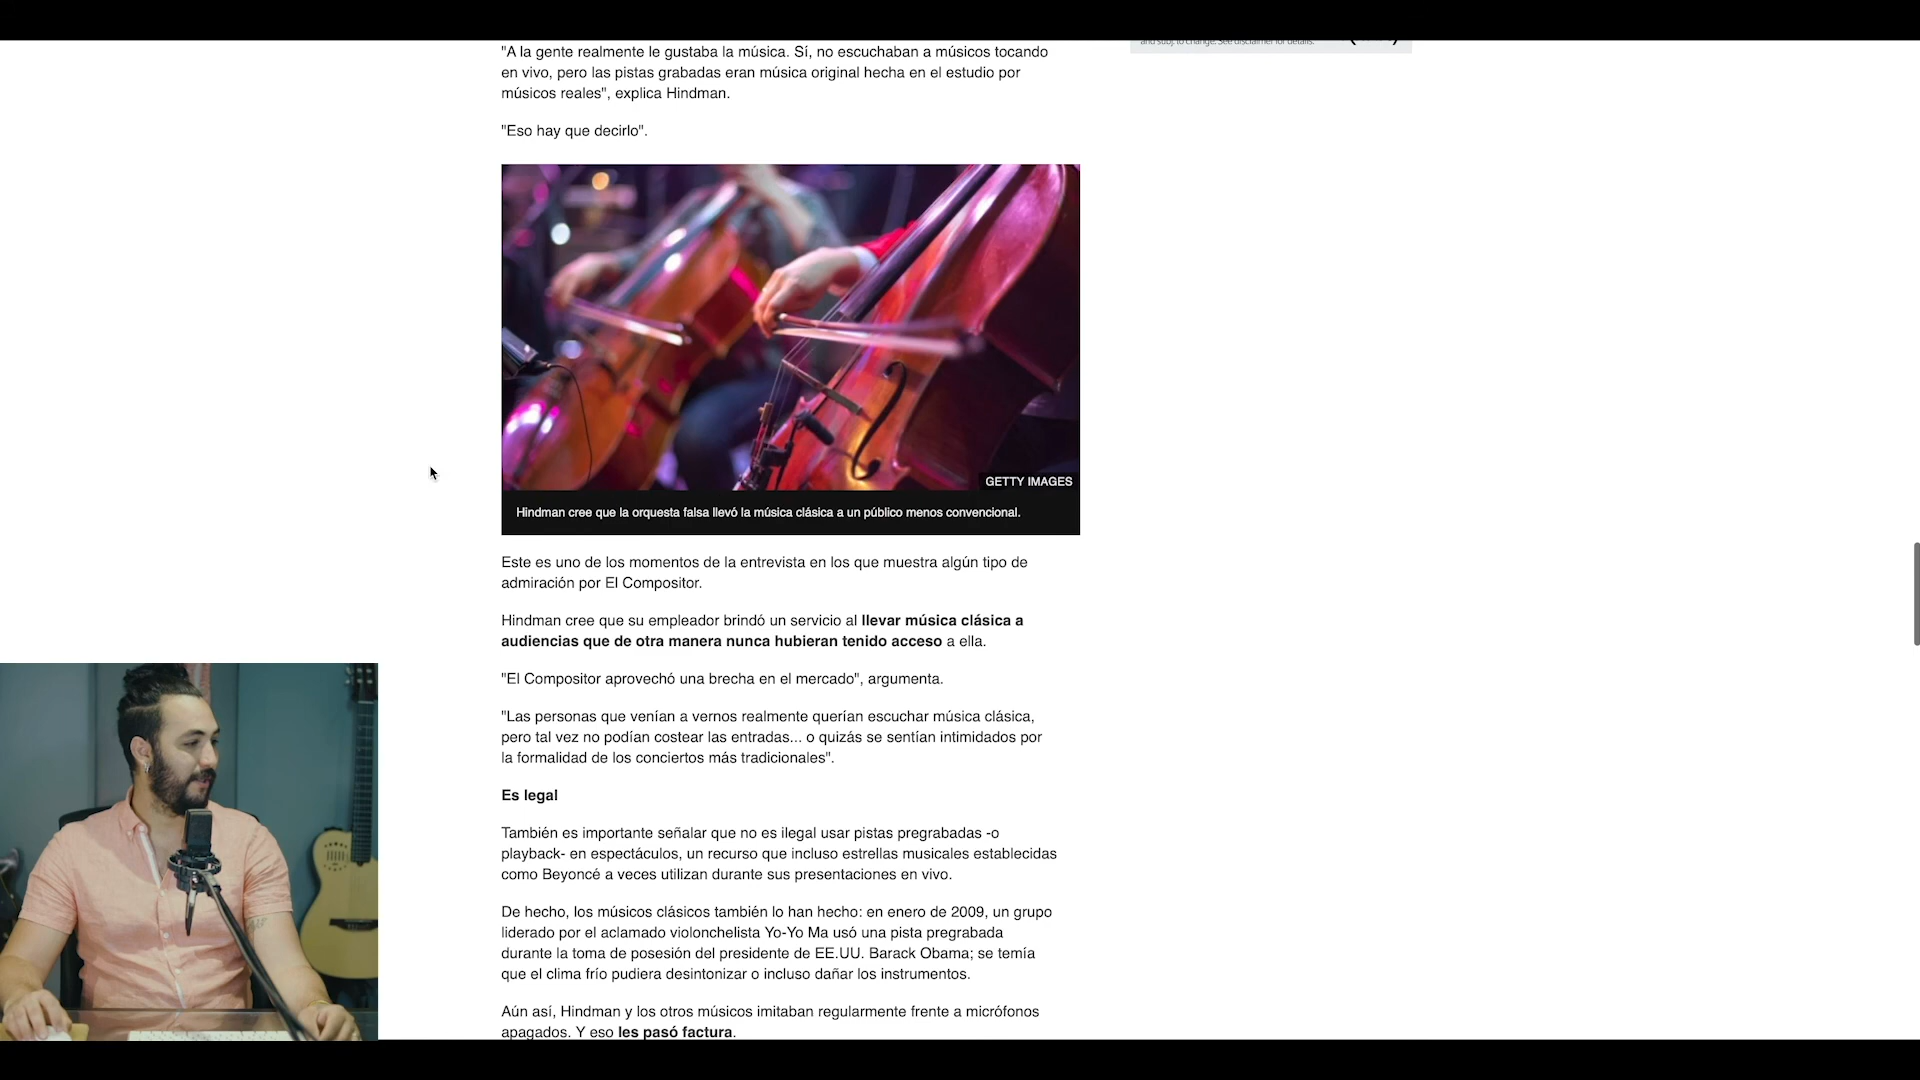 "A la gente realmente le gustaba la música. Sí, no escuchaban a músicos tocando
en vivo, pero las pistas grabadas eran música original hecha en el estudio por
músicos reales", explica Hindman.
"Eso hay que decirlo".
GETTY IMAGES
Hindman cree que la orquesta falsa llevó la música clásica a un público menos convencional.
Este es uno de los momentos de la entrevista en los que muestra algún tipo de
admiración por El Compositor.
Hindman cree que su empleador brindó un servicio al llevar música clásica a
audiencias que de otra manera nunca hubieran tenido acceso a ella.
"El Compositor aprovechó una brecha en el mercado", argumenta.
"Las personas que venían a vernos realmente querían escuchar música clásica,
pero tal vez no podían costear las entradas... o quizás se sentían intimidados por
la formalidad de los conciertos más tradicionales".
Es legal
También es importante señalar que no es ilegal usar pistas pregrabadas -o
playback- en espectáculos, un recurso que incluso estrellas musicales establecidas
como Beyoncé a veces utilizan durante sus presentaciones en vivo.
De hecho, los músicos clásicos también lo han hecho: en enero de 2009, un grupo
liderado por el aclamado violonchelista Yo-Yo Ma usó una pista pregrabada
durante la toma de posesión del presidente de EE.UU. Barack Obama; se temía
que el clima frío pudiera desintonizar o incluso dañar los instrumentos.
Aún así, Hindman y los otros músicos imitaban regularmente frente a micrófonos
apagados. Y eso les pasó factura.